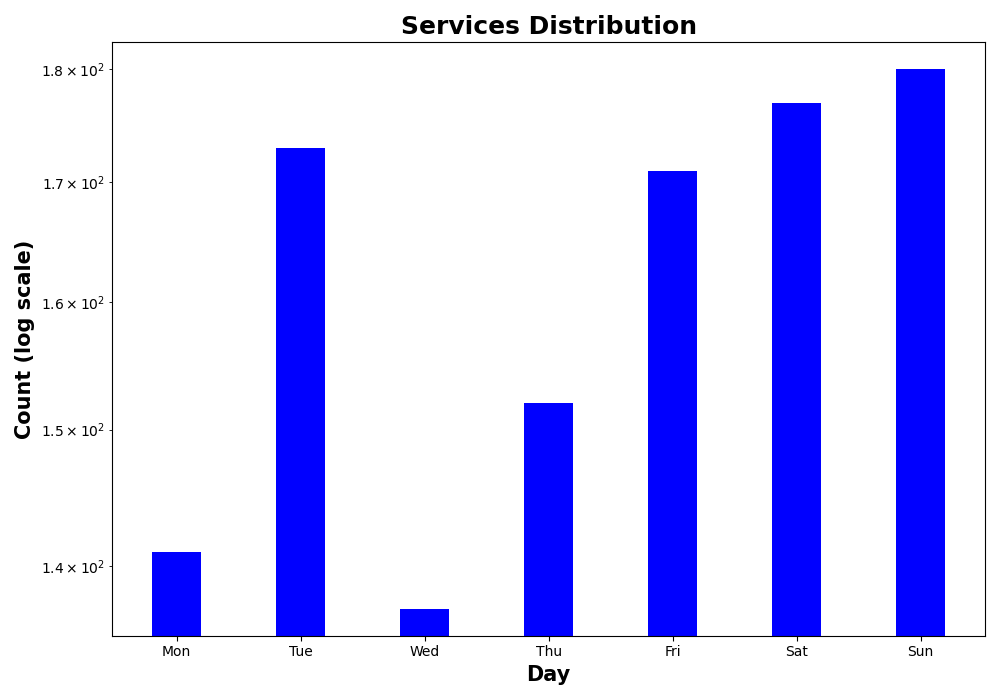 Services Distribution
Count (log scale)
1.8 × 10²
1.7 × 10²
1.6 × 10²
1.5 × 10²
1.4 × 10²
Mon Tue Wed Thu Fri Sat Sun
Day